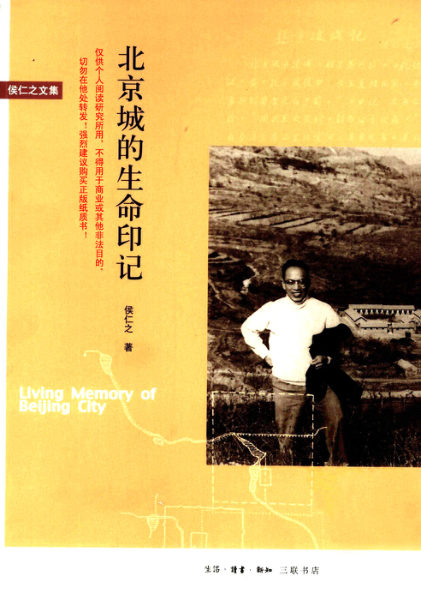 侯仁之文集
北京城的生命印记
仅供个人阅读研究所用，不得用于商业或其他非法目的。
切勿在他处转发！强烈建议购买正版纸质书！
侯仁之 著
Living Memory of
Beijing City
生活·读书·新知 三联书店